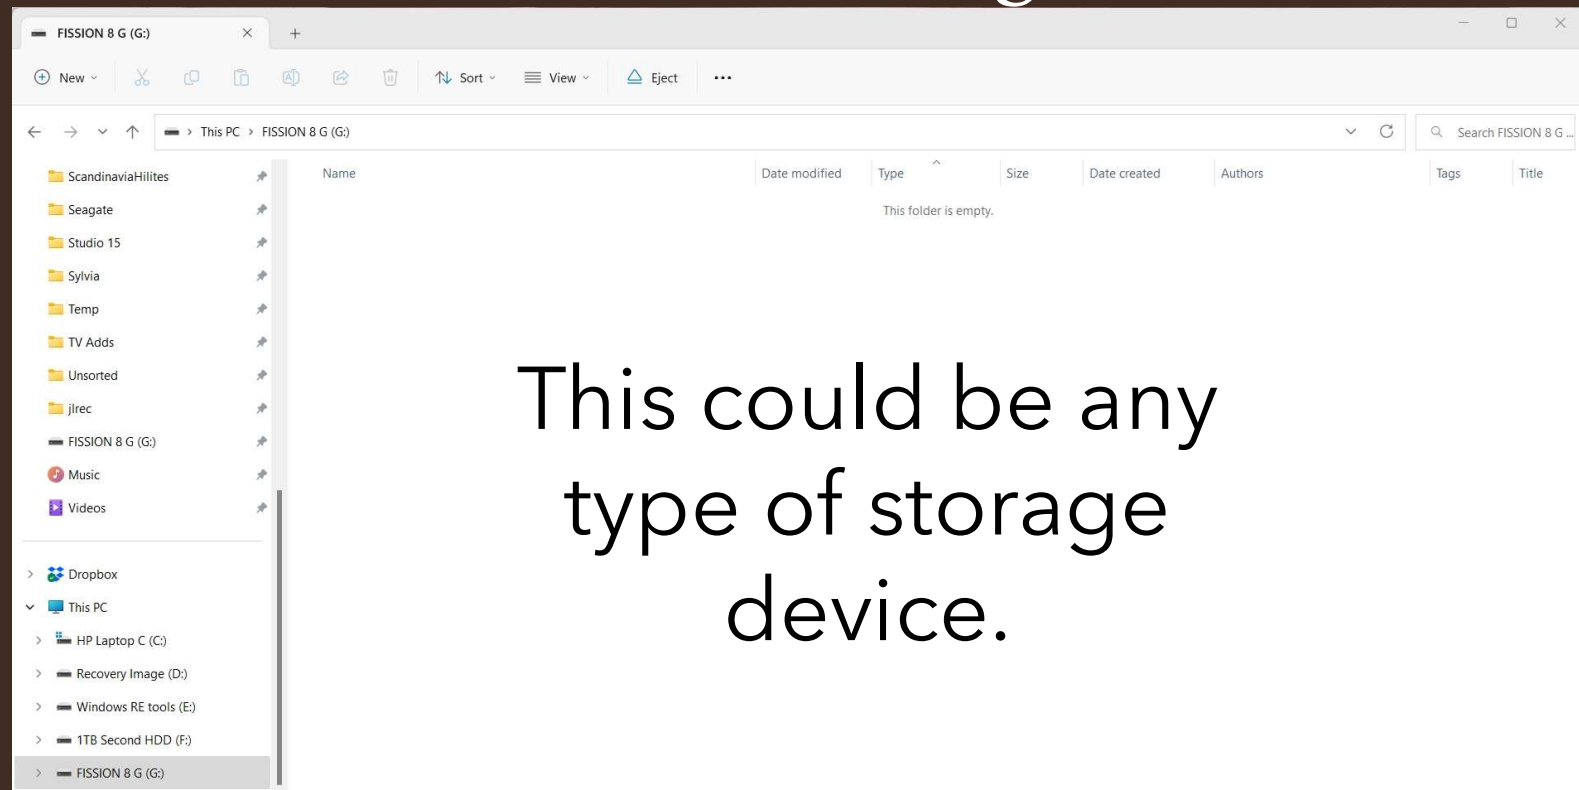 FISSION 8 G (G:)
New
Sort
View
Eject
This PC > FISSION 8 G (G:)
Search FISSION 8 G ...
Name Date modified Type Size Date created Authors Tags Title
This folder is empty.
ScandinaviaHilites
Seagate
Studio 15
Sylvia
Temp
TV Adds
Unsorted
jlrec
FISSION 8 G (G:)
Music
Videos
Dropbox
This PC
HP Laptop C (C:)
Recovery Image (D:)
Windows RE tools (E:)
1TB Second HDD (F:)
FISSION 8 G (G:)
This could be any
type of storage
device.